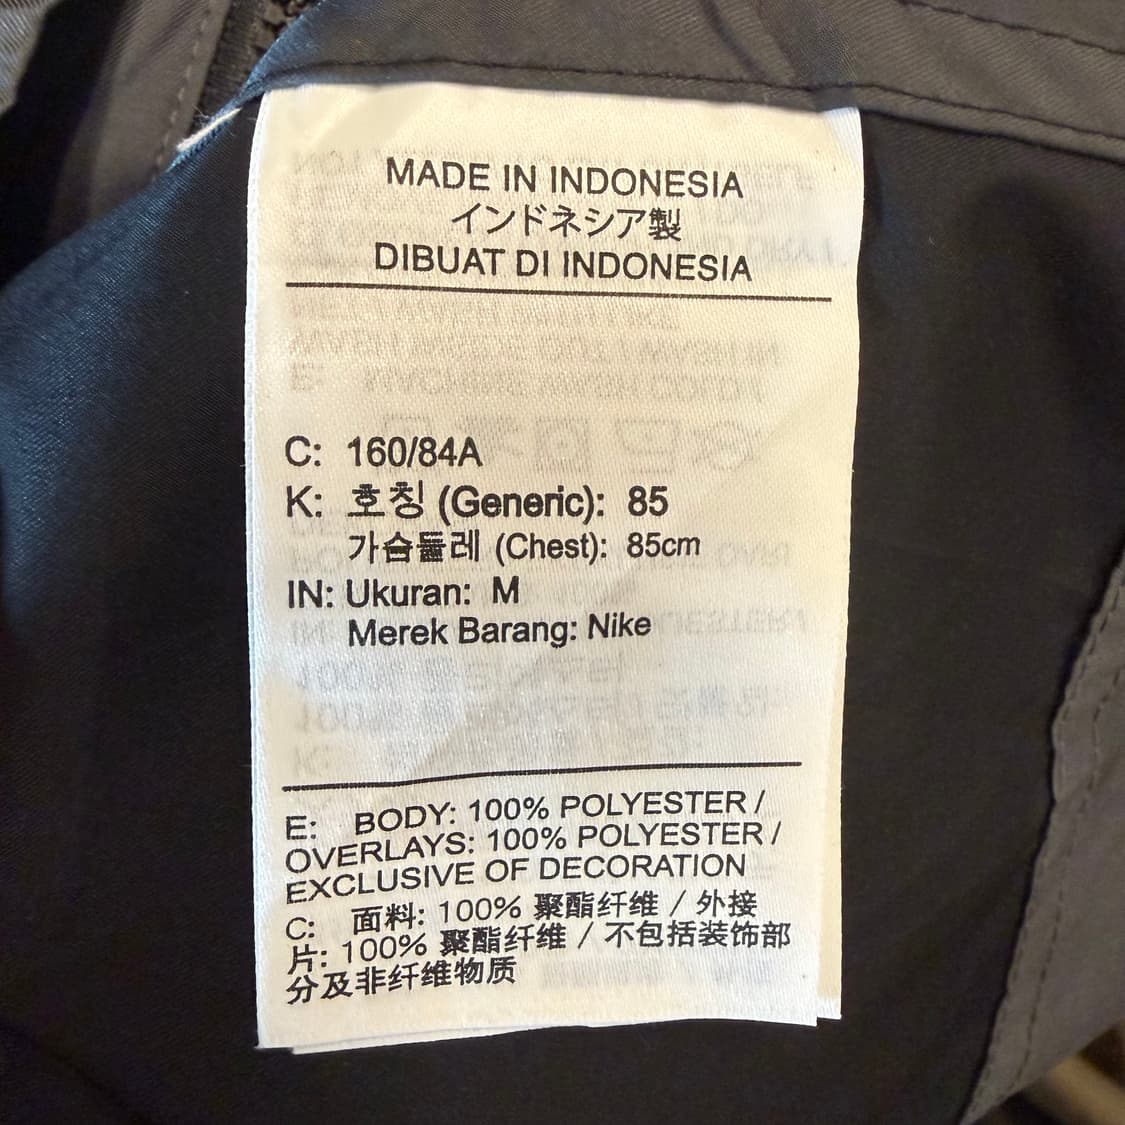 MADE IN INDONESIA
インドネシア製
DIBUAT DI INDONESIA
C: 160/84A
K: 호칭 (Generic): 85
가슴둘레 (Chest): 85cm
IN: Ukuran: M
Merek Barang: Nike
E: BODY: 100% POLYESTER /
OVERLAYS: 100% POLYESTER /
EXCLUSIVE OF DECORATION
C: 面料: 100% 聚酯纤维 / 外接
片: 100% 聚酯纤维 / 不包括装饰部
分及非纤维物质